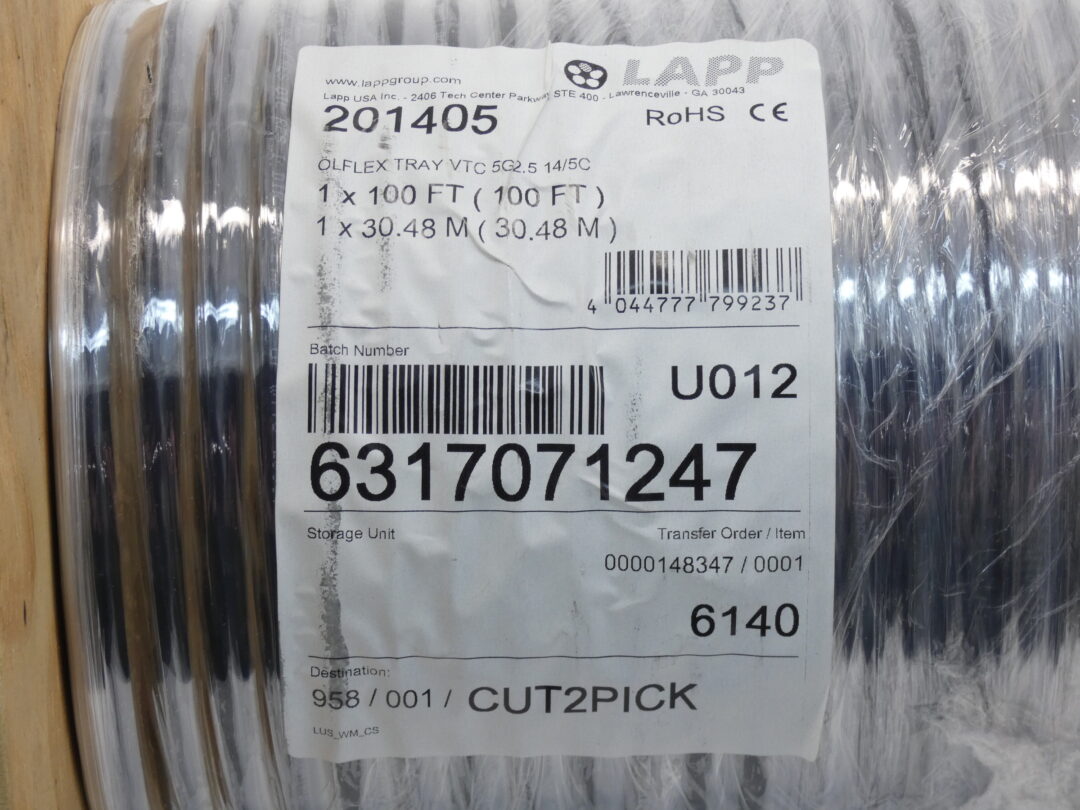 www.lappgroup.com
LAPP
Lapp USA Inc. - 2406 Tech Center Parkway STE 400 - Lawrenceville - GA 30043
201405
RoHS CE
ÖLFLEX TRAY VTC 5G2.5 14/5C
1 x 100 FT ( 100 FT )
1 x 30.48 M ( 30.48 M )
4 044777 799237
Batch Number
U012
6317071247
Storage Unit
Transfer Order / Item
0000148347 / 0001
6140
Destination:
958 / 001 / CUT2PICK
LUS_WM_CS